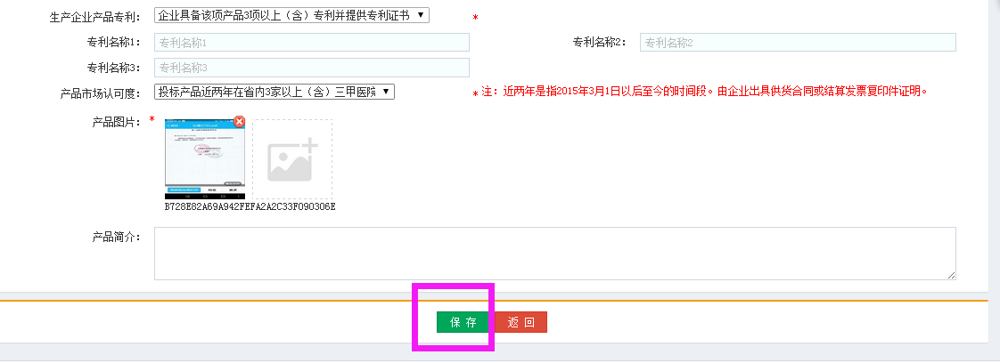 生产企业产品专利： 企业具备该项产品3项以上（含）专利并提供专利证书 *
专利名称1： 专利名称1 专利名称2： 专利名称2
专利名称3： 专利名称3
产品市场认可度： 投标产品近两年在省内3家以上（含）三甲医院 * 注：近两年是指2015年3月1日以后至今的时间段。由企业出具供货合同或结算发票复印件证明。
产品图片： *
B728E82A69A942FEFA2A2C33F090306E
产品简介：
保存 返回